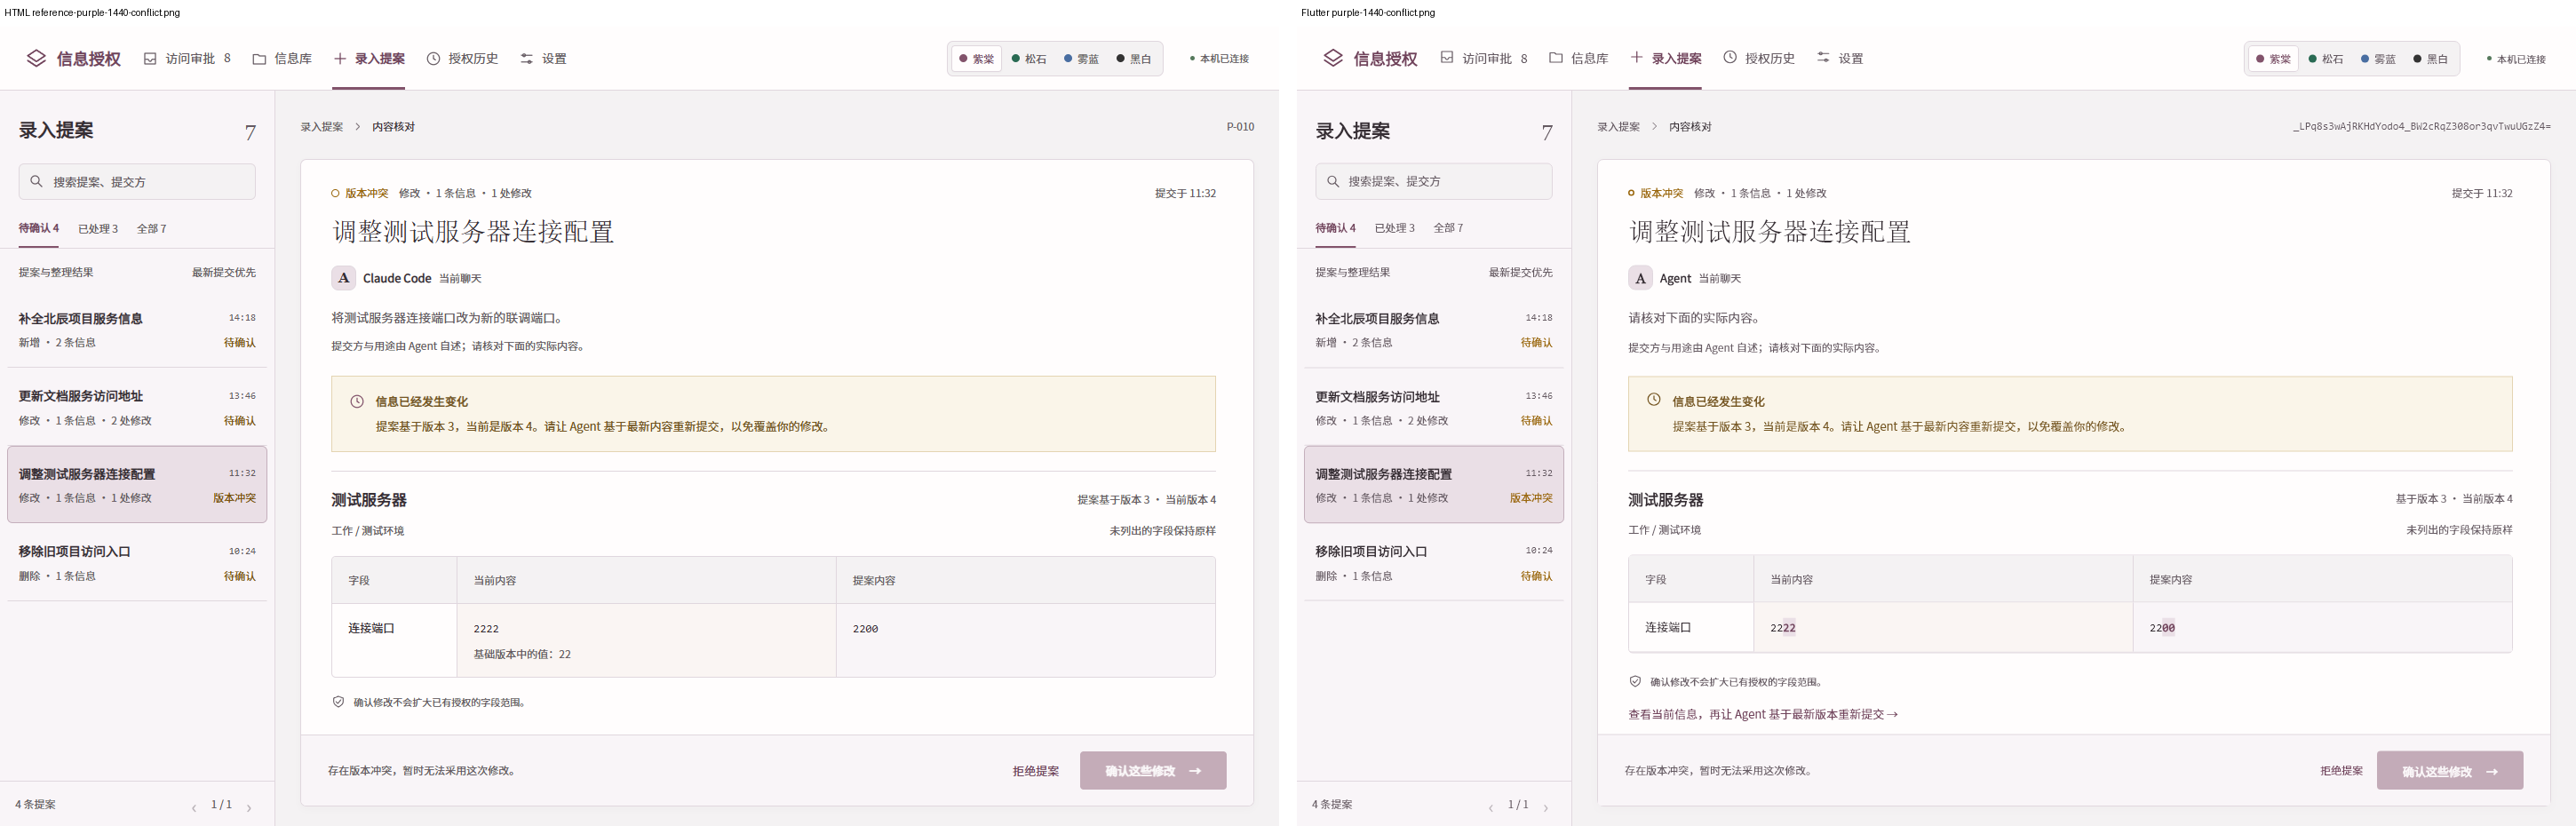 HTML reference-purple-1440-conflict.png
信息授权 访问审批 8 信息库 录入提案 授权历史 设置 紫棠 松石 雾蓝 黑白 本机已连接
录入提案 7
搜索提案、提交方
待确认 4 已处理 3 全部 7
提案与整理结果 最新提交优先
补全北辰项目服务信息 14:18
新增 · 2 条信息 待确认
更新文档服务访问地址 13:46
修改 · 1 条信息 · 2 处修改 待确认
调整测试服务器连接配置 11:32
修改 · 1 条信息 · 1 处修改 版本冲突
移除旧项目访问入口 10:24
删除 · 1 条信息 待确认
4 条提案 ‹ 1 / 1 ›
录入提案 > 内容核对 P-010
版本冲突 修改 · 1 条信息 · 1 处修改 提交于 11:32
调整测试服务器连接配置
A Claude Code 当前聊天
将测试服务器连接端口改为新的联调端口。
提交方与用途由 Agent 自述；请核对下面的实际内容。
信息已经发生变化
提案基于版本 3，当前是版本 4。请让 Agent 基于最新内容重新提交，以免覆盖你的修改。
测试服务器 提案基于版本 3 · 当前版本 4
工作 / 测试环境 未列出的字段保持原样
字段 当前内容 提案内容
连接端口 2222 2200
基础版本中的值：22
确认修改不会扩大已有授权的字段范围。
存在版本冲突，暂时无法采用这次修改。 拒绝提案 确认这些修改 →
Flutter purple-1440-conflict.png
信息授权 访问审批 8 信息库 录入提案 授权历史 设置 紫棠 松石 雾蓝 黑白 本机已连接
录入提案 7
搜索提案、提交方
待确认 4 已处理 3 全部 7
提案与整理结果 最新提交优先
补全北辰项目服务信息 14:18
新增 · 2 条信息 待确认
更新文档服务访问地址 13:46
修改 · 1 条信息 · 2 处修改 待确认
调整测试服务器连接配置 11:32
修改 · 1 条信息 · 1 处修改 版本冲突
移除旧项目访问入口 10:24
删除 · 1 条信息 待确认
4 条提案 ‹ 1 / 1 ›
录入提案 > 内容核对 _LPq8s3wAjRKHdYodo4_BW2cRqZ308or3qvTwuUGzZ4=
版本冲突 修改 · 1 条信息 · 1 处修改 提交于 11:32
调整测试服务器连接配置
A Agent 当前聊天
请核对下面的实际内容。
提交方与用途由 Agent 自述；请核对下面的实际内容。
信息已经发生变化
提案基于版本 3，当前是版本 4。请让 Agent 基于最新内容重新提交，以免覆盖你的修改。
测试服务器 基于版本 3 · 当前版本 4
工作 / 测试环境 未列出的字段保持原样
字段 当前内容 提案内容
连接端口 2222 2200
确认修改不会扩大已有授权的字段范围。
查看当前信息，再让 Agent 基于最新版本重新提交 →
存在版本冲突，暂时无法采用这次修改。 拒绝提案 确认这些修改 →